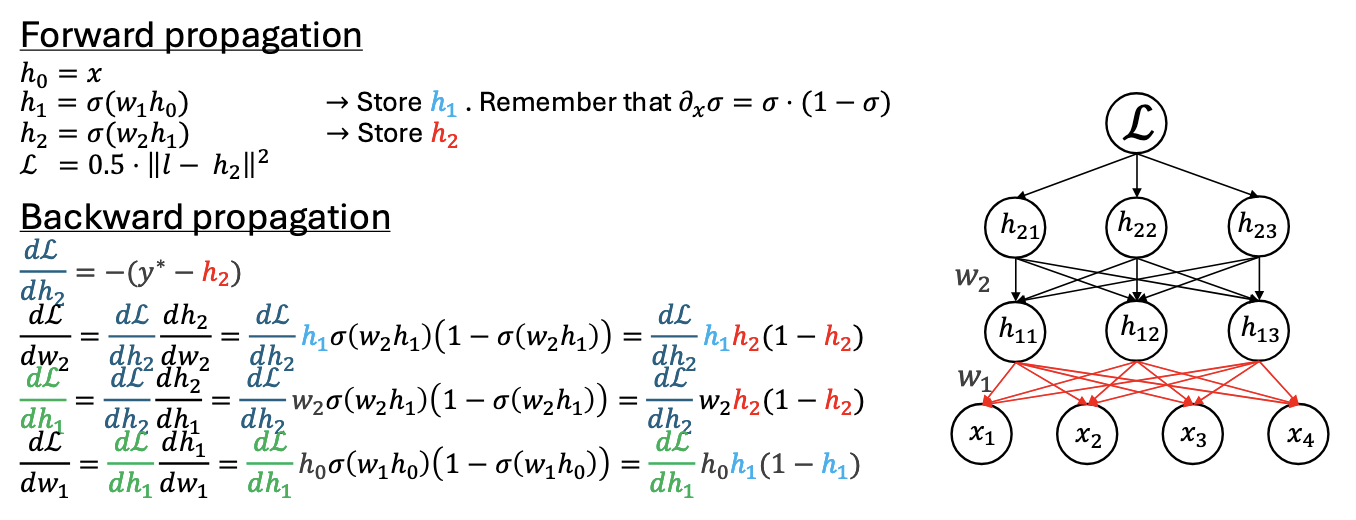 Forward propagation
h₀ = x
h₁ = σ(w₁h₀) → Store h₁ . Remember that ∂ₓσ = σ · (1 − σ)
h₂ = σ(w₂h₁) → Store h₂
ℒ = 0.5 · ‖l − h₂‖²
Backward propagation
dℒ/dh₂ = −(y* − h₂)
dℒ/dw₂ = dℒ/dh₂ dh₂/dw₂ = dℒ/dh₂ h₁σ(w₂h₁)(1 − σ(w₂h₁)) = dℒ/dh₂ h₁h₂(1 − h₂)
dℒ/dh₁ = dℒ/dh₂ dh₂/dh₁ = dℒ/dh₂ w₂σ(w₂h₁)(1 − σ(w₂h₁)) = dℒ/dh₂ w₂h₂(1 − h₂)
dℒ/dw₁ = dℒ/dh₁ dh₁/dw₁ = dℒ/dh₁ h₀σ(w₁h₀)(1 − σ(w₁h₀)) = dℒ/dh₁ h₀h₁(1 − h₁)
ℒ
h₂₁ h₂₂ h₂₃
w₂
h₁₁ h₁₂ h₁₃
w₁
x₁ x₂ x₃ x₄